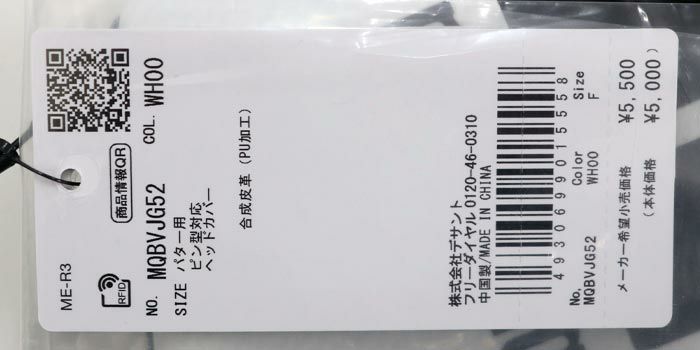 ME-R3
RFID
商品情報QR
NO. MQBVJG52 COL. WH00
SIZE パター用
ピン型対応
ヘッドカバー
合成皮革（PU加工）
株式会社デサント
フリーダイヤル 0120-46-0310
中国製/MADE IN CHINA
4930699015558
No. Color Size
MQBVJG52 WH00 F
メーカー希望小売価格 ¥5,500
（本体価格 ¥5,000）